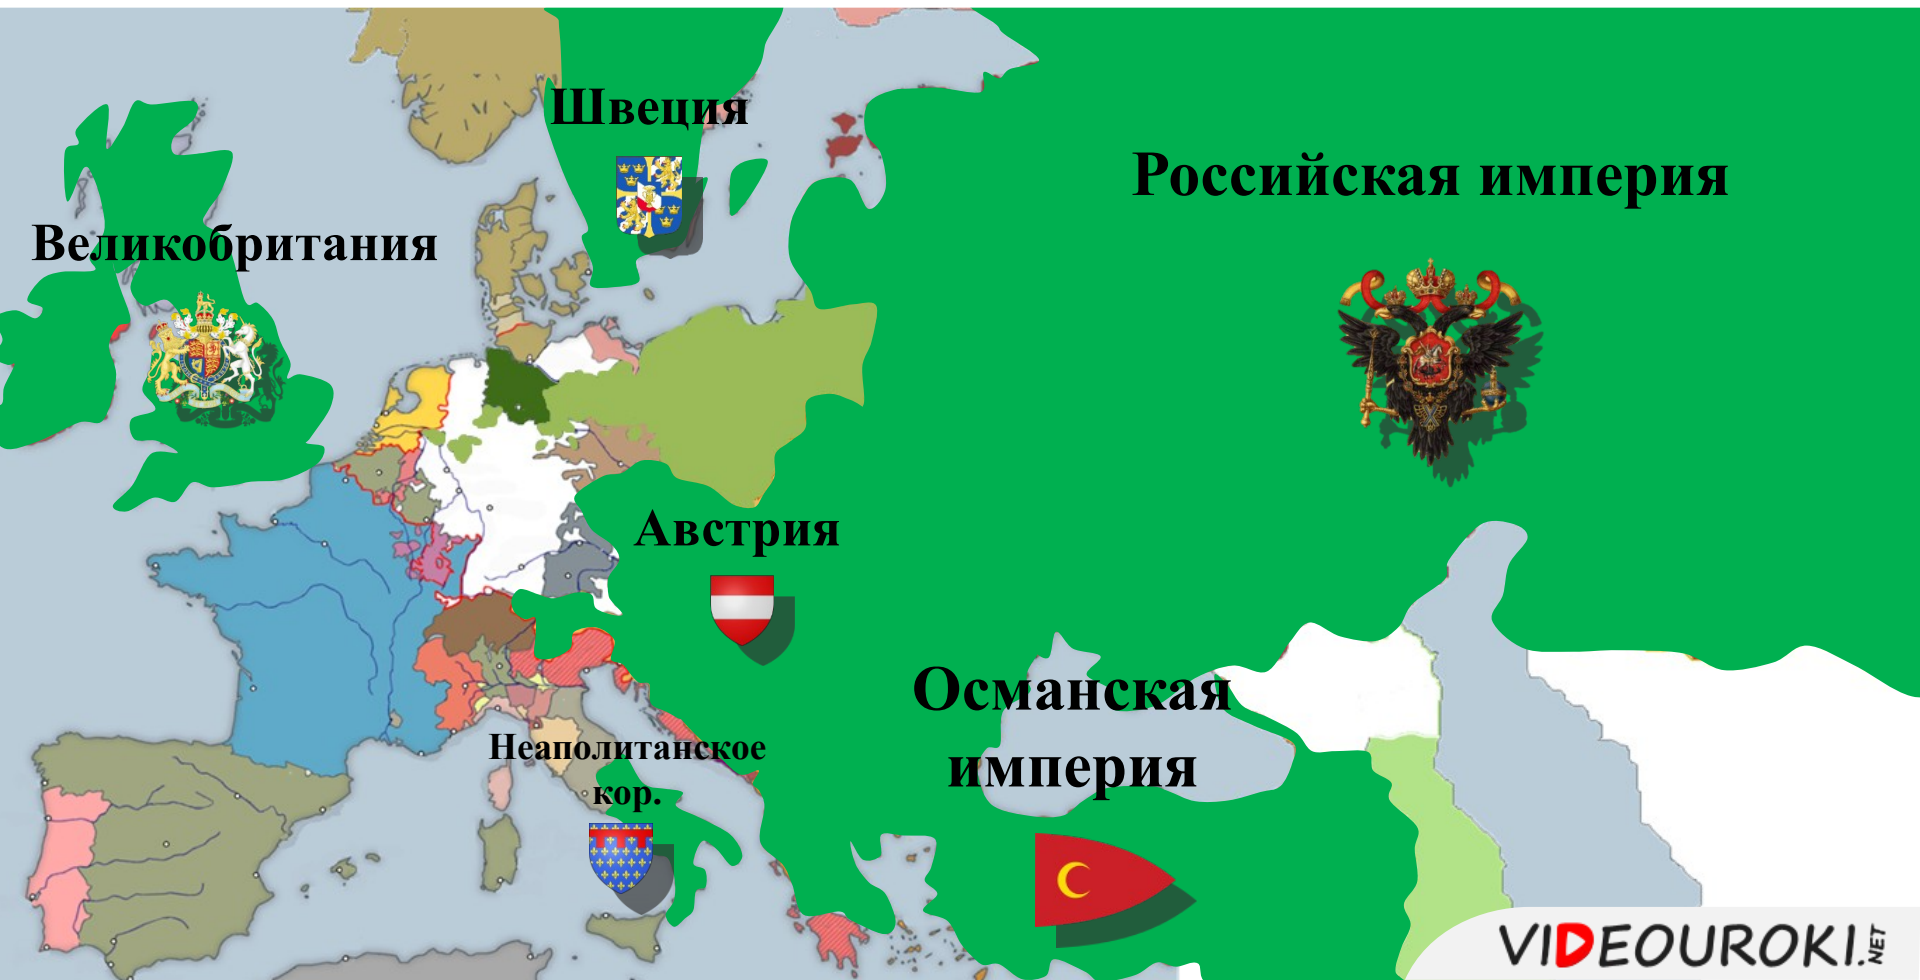 Швеция
Российская империя
Великобритания
Австрия
Османская
империя
Неаполитанское
кор.
VIDEOUROKI.NET